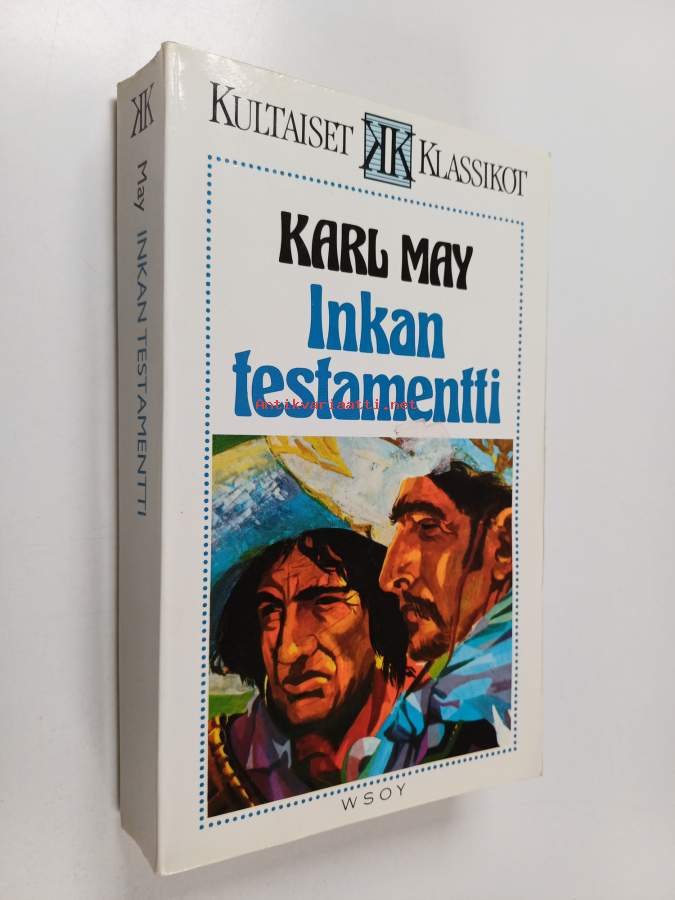 KK
May INKAN TESTAMENTTI
KULTAISET KK KLASSIKOT
KARL MAY
Inkan
testamentti
Antikvariaatti.net
WSOY